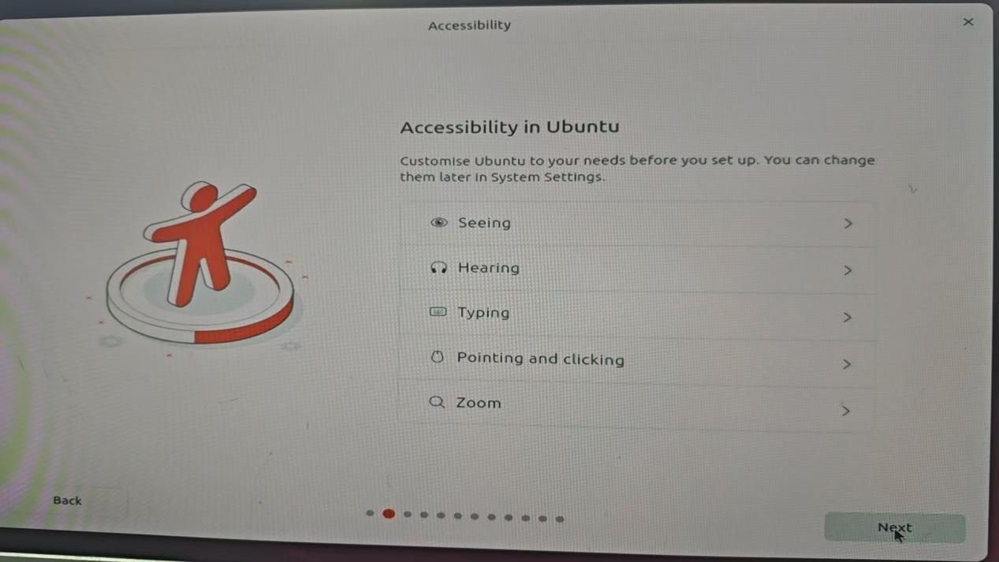 Accessibility
Accessibility in Ubuntu
Customise Ubuntu to your needs before you set up. You can change
them later in System Settings.
Seeing
Hearing
Typing
Pointing and clicking
Zoom
Back
Next